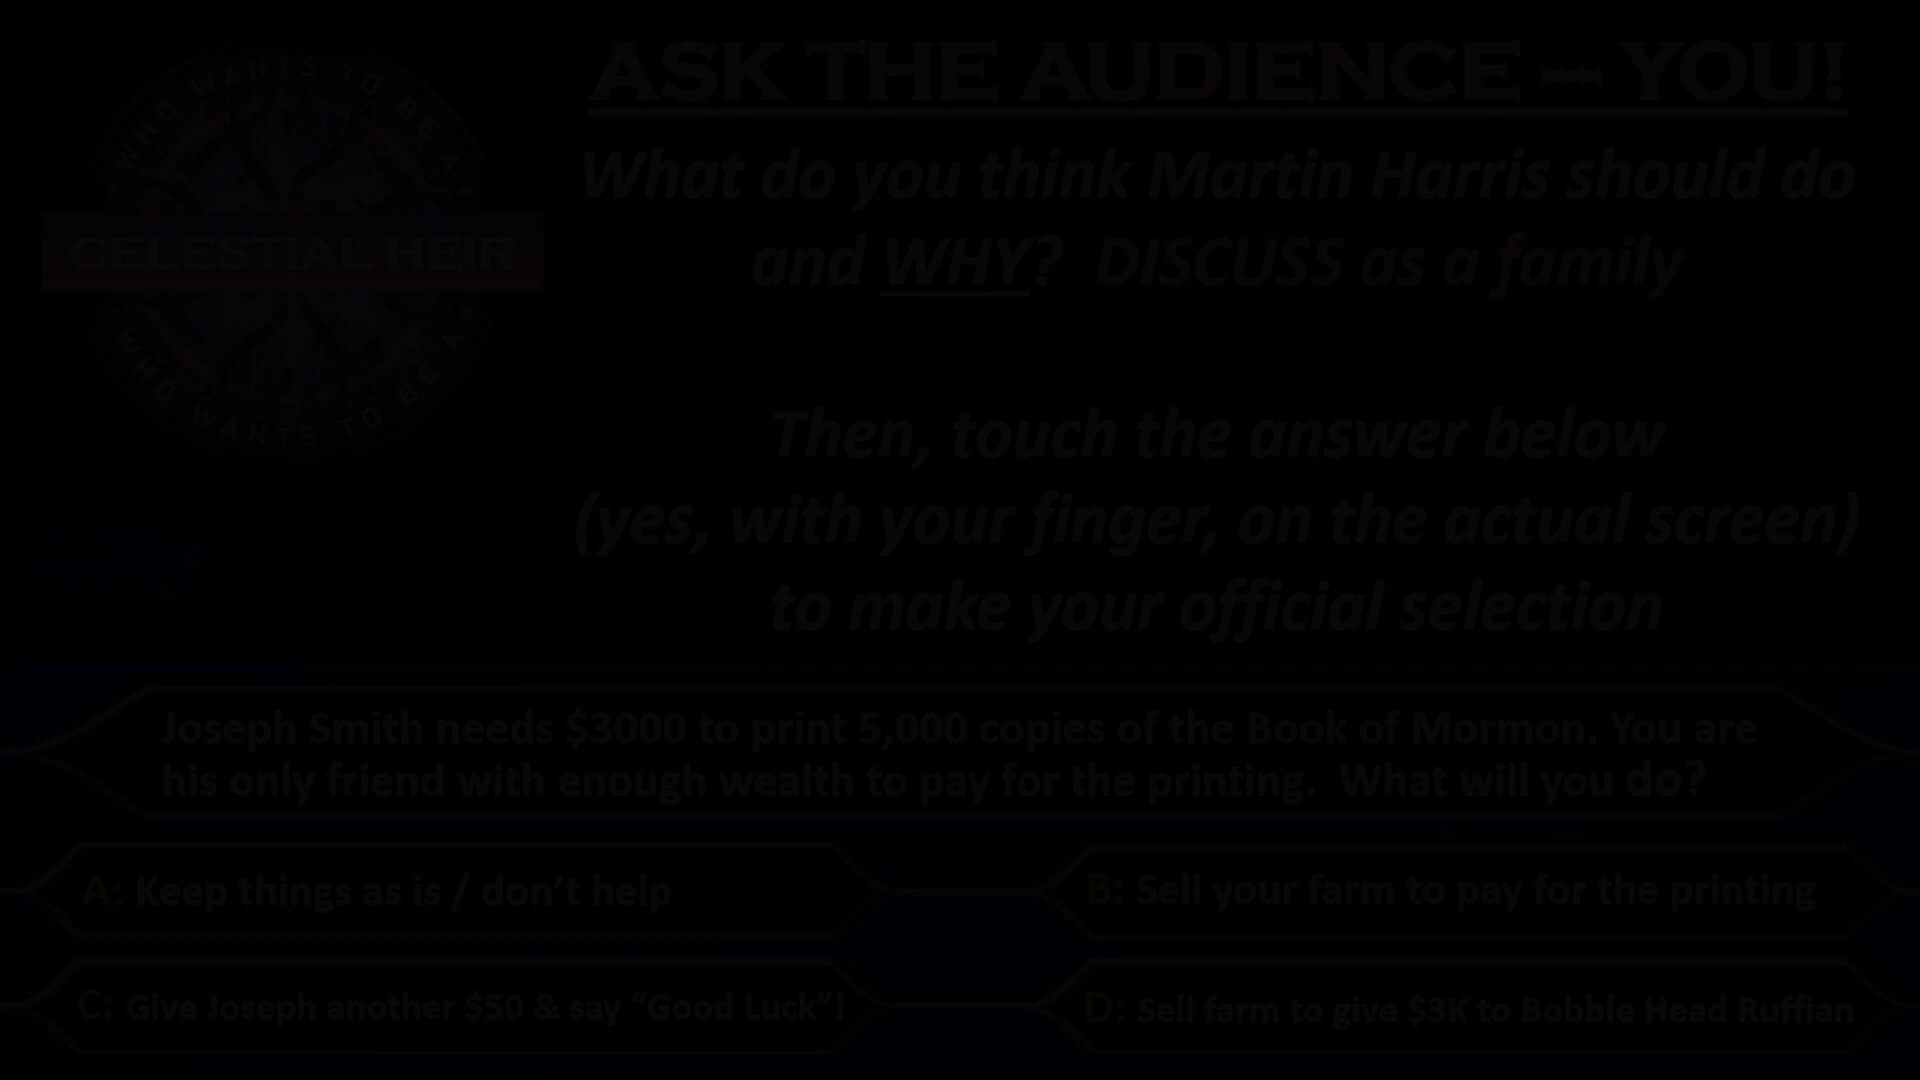 WHO WANTS TO BE A
CELESTIAL HEIR
WHO WANTS TO BE A
ASK THE AUDIENCE -- YOU!
What do you think Martin Harris should do
and WHY?  DISCUSS as a family
Then, touch the answer below
(yes, with your finger, on the actual screen)
to make your official selection
Joseph Smith needs $3000 to print 5,000 copies of the Book of Mormon. You are
his only friend with enough wealth to pay for the printing.  What will you do?
A: Keep things as is / don’t help
B: Sell your farm to pay for the printing
C: Give Joseph another $50 & say “Good Luck”!
D: Sell farm to give $3K to Bobble Head Ruffian